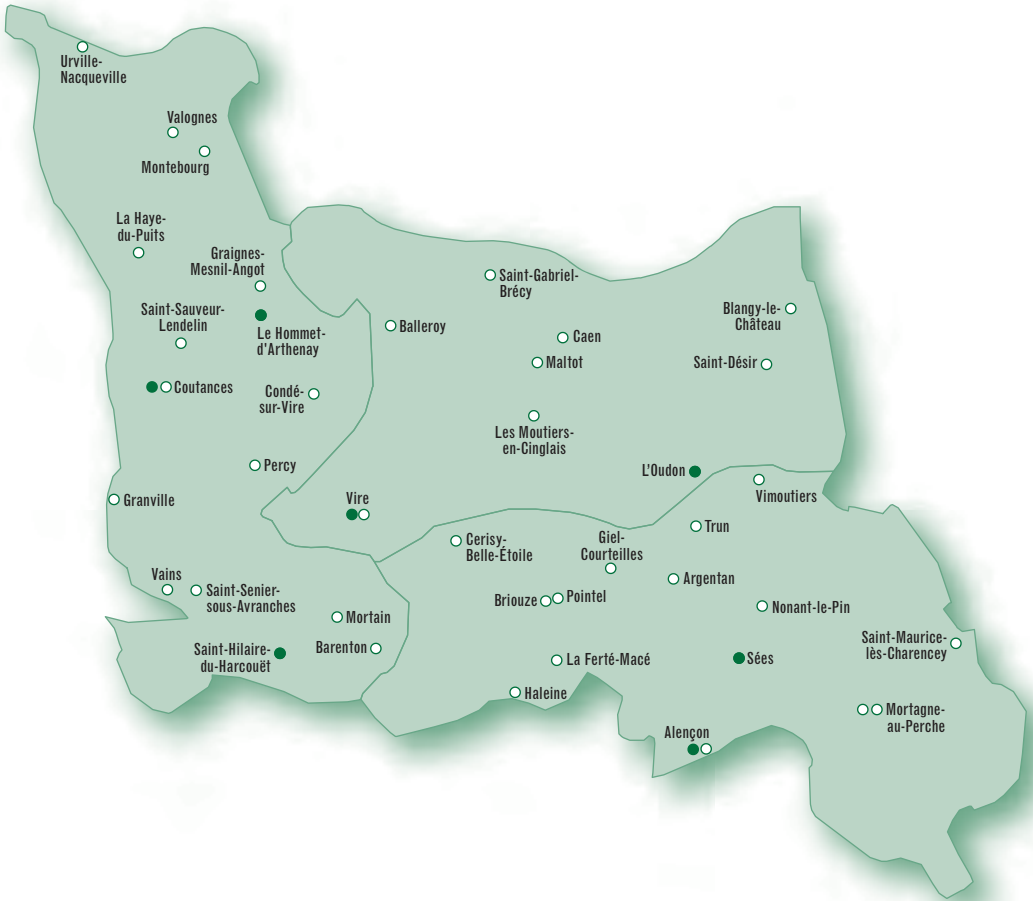 Urville-
Nacqueville
Valognes
Montebourg
La Haye-
du-Puits
Graignes-
Mesnil-Angot
Saint-Sauveur-
Lendelin
Le Hommet-
d'Arthenay
Coutances
Condé-
sur-Vire
Percy
Granville
Vire
Vains
Saint-Senier-
sous-Avranches
Mortain
Saint-Hilaire-
du-Harcouët
Barenton
Saint-Gabriel-
Brécy
Balleroy
Caen
Maltot
Blangy-le-
Château
Saint-Désir
Les Moutiers-
en-Cinglais
L'Oudon
Vimoutiers
Cerisy-
Belle-Étoile
Giel-
Courteilles
Trun
Argentan
Briouze
Pointel
Nonant-le-Pin
Saint-Maurice-
lès-Charencey
La Ferté-Macé
Sées
Haleine
Mortagne-
au-Perche
Alençon